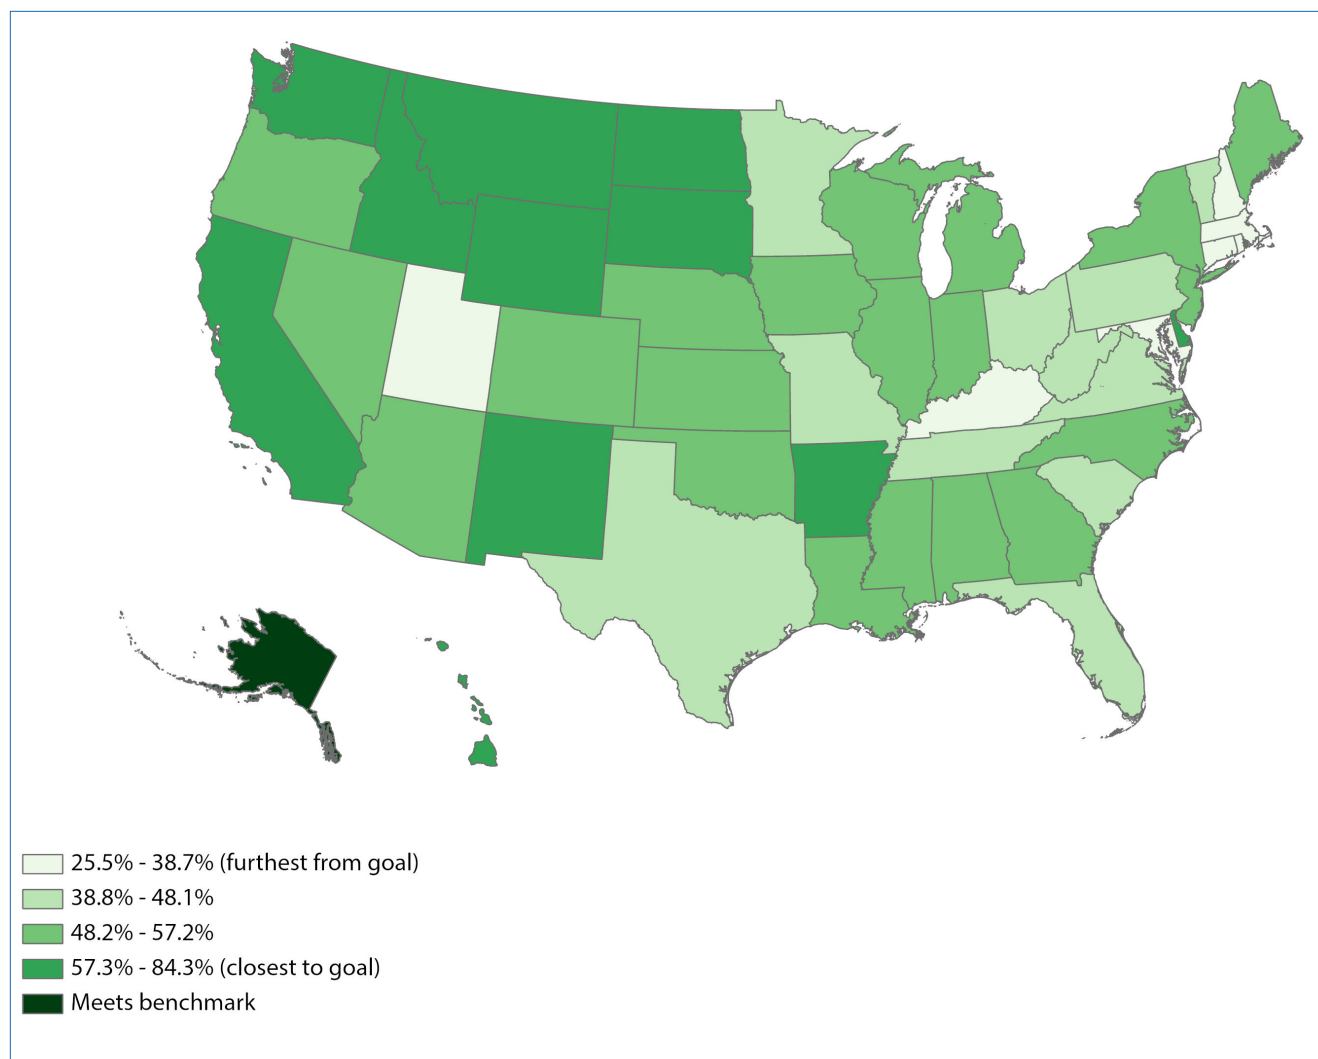 25.5% - 38.7% (furthest from goal)
38.8% - 48.1%
48.2% - 57.2%
57.3% - 84.3% (closest to goal)
Meets benchmark